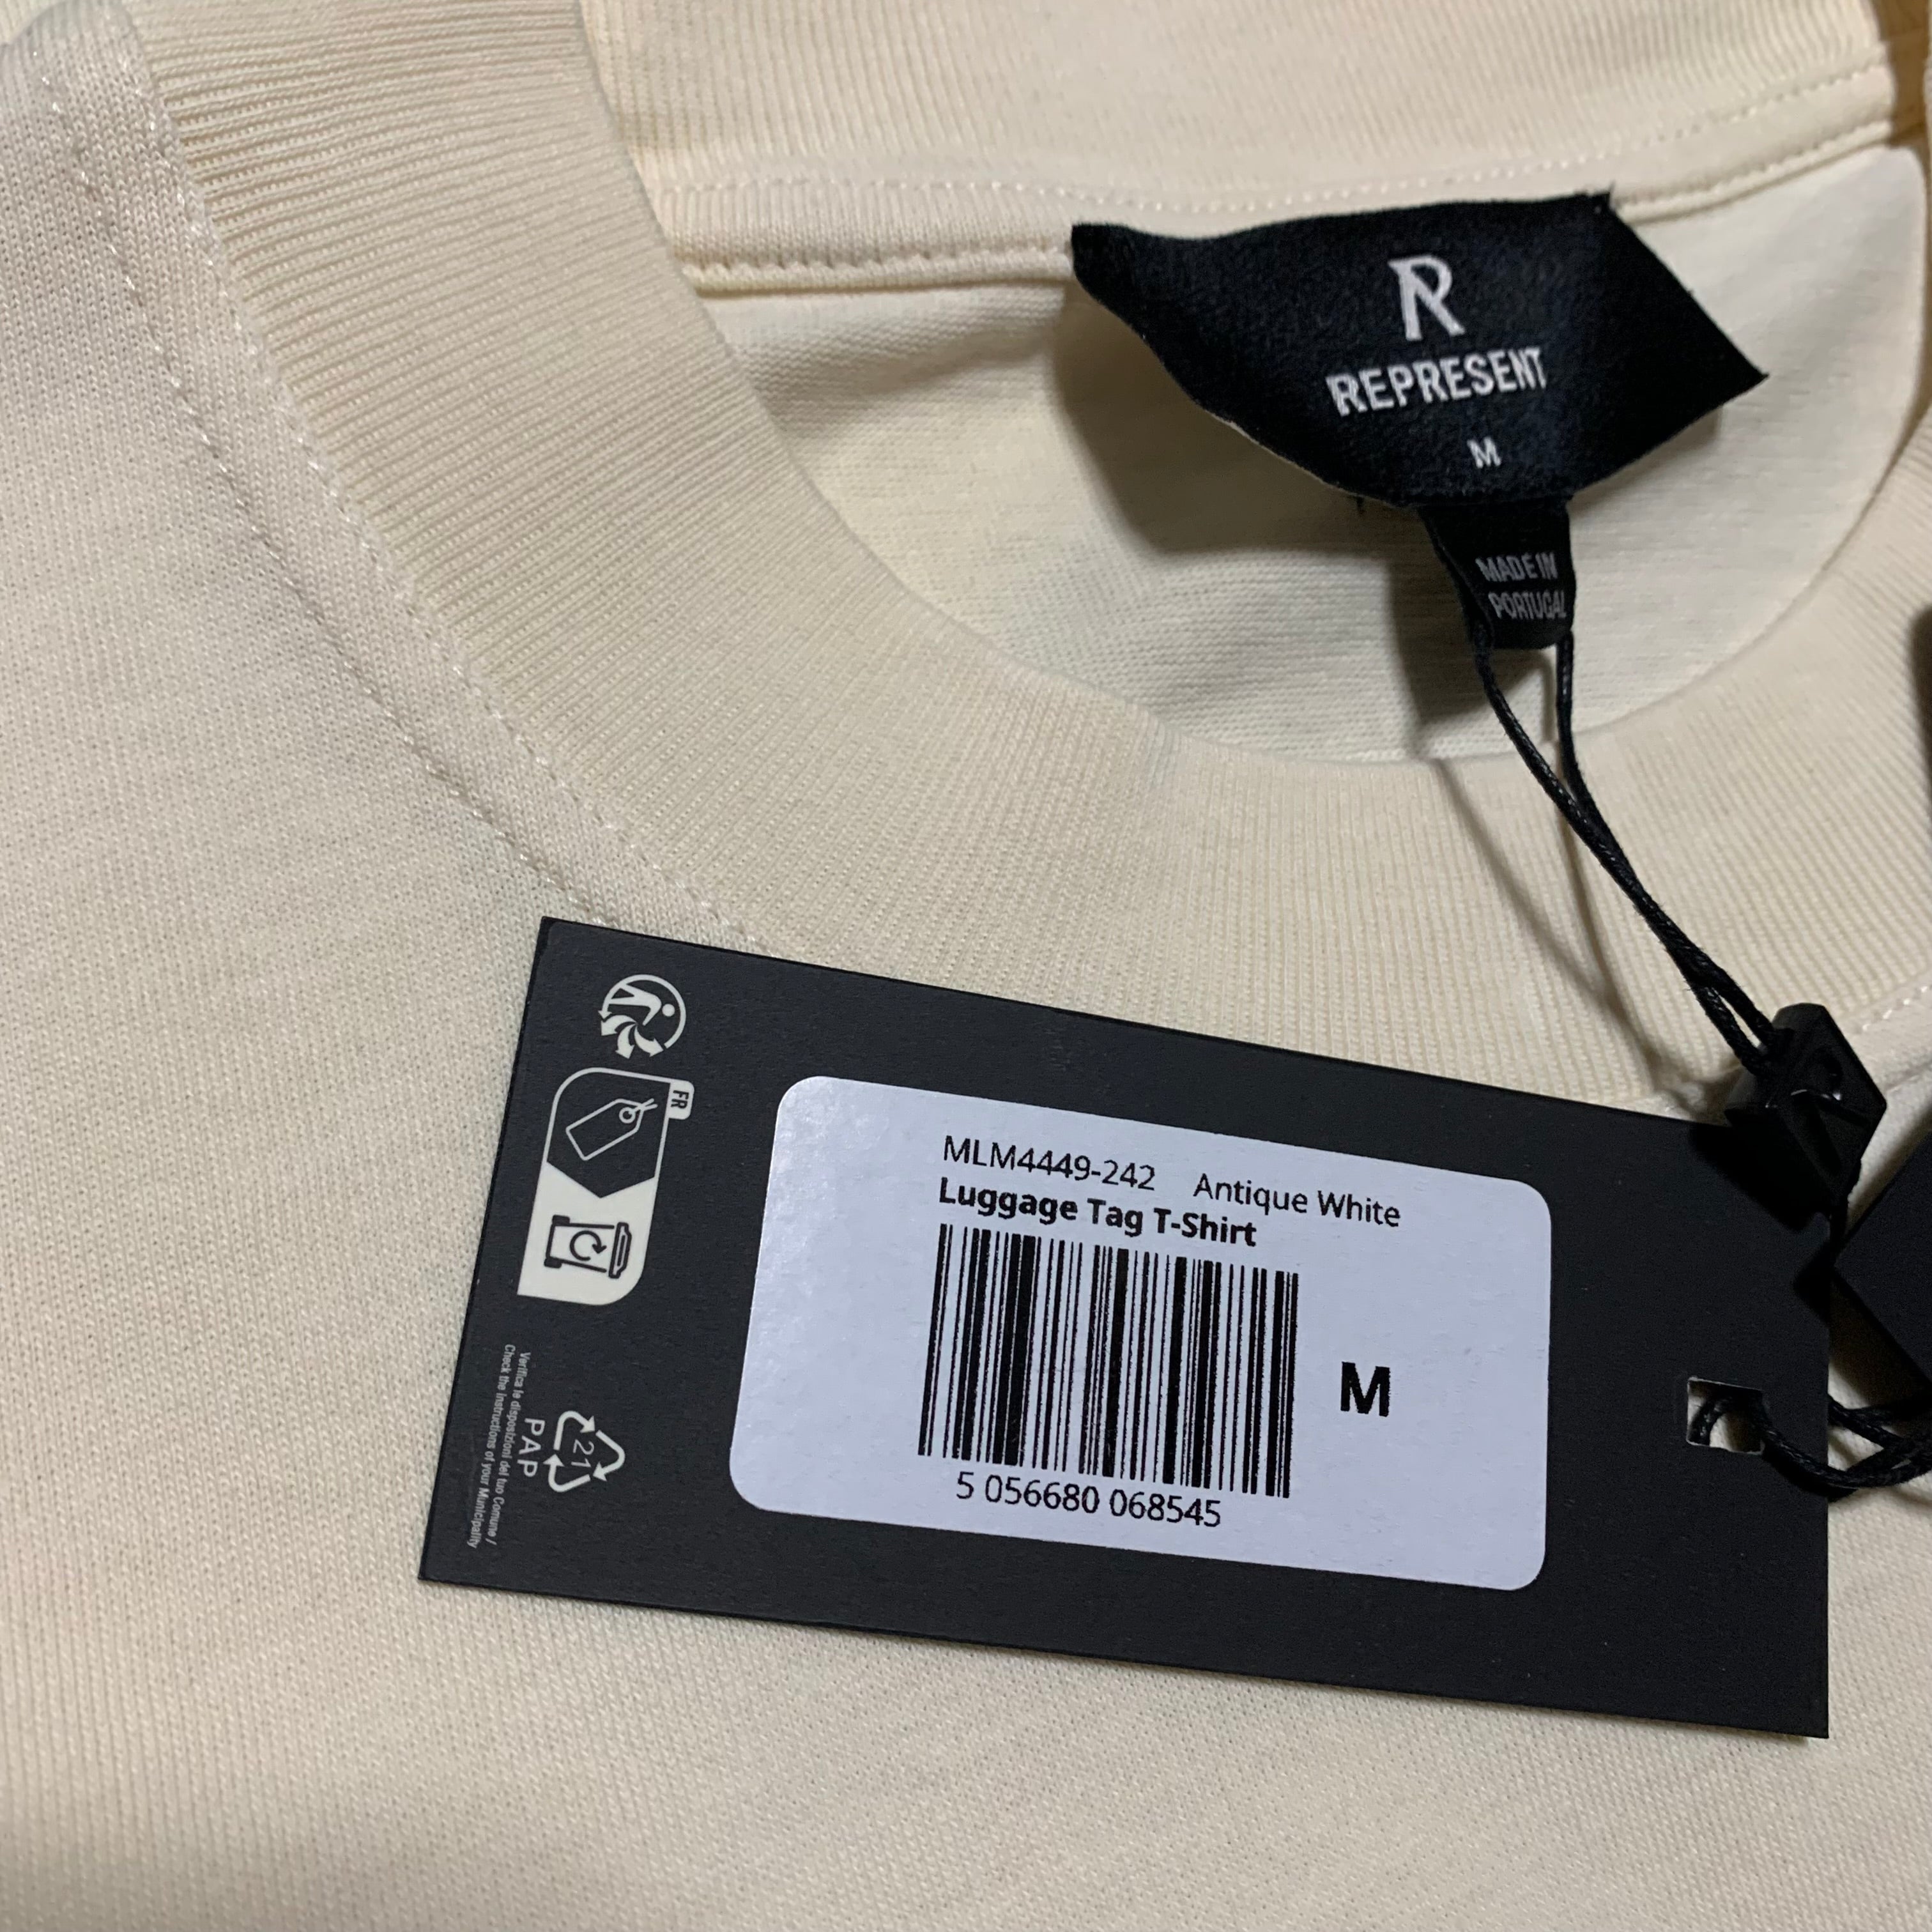 R
REPRESENT
M
MADE IN
PORTUGAL
MLM4449-242 Antique White
Luggage Tag T-Shirt
M
5 056680 068545
FR
21
PAP
Verifica le disposizioni del tuo Comune /
Check the instructions of your Municipality